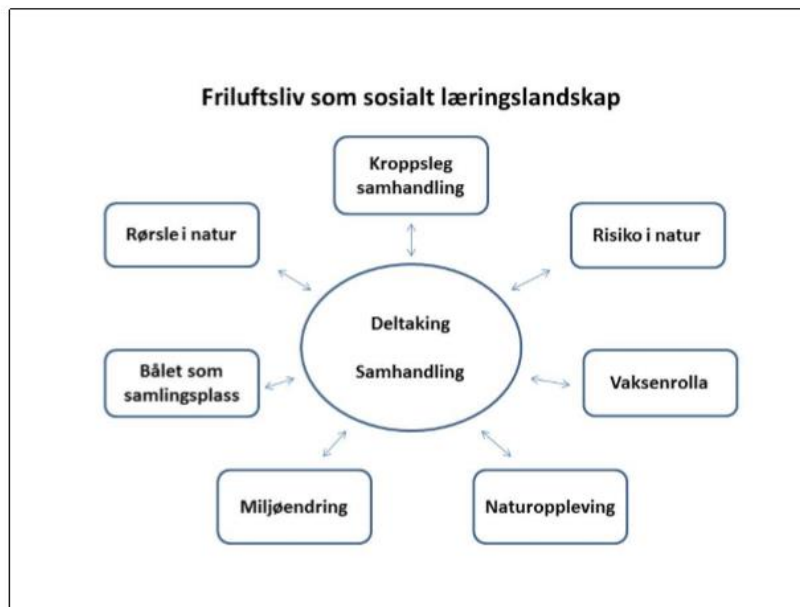 Friluftsliv som sosialt læringslandskap
Kroppsleg
samhandling
Rørsle i natur
Risiko i natur
Deltaking
Samhandling
Bålet som
samlingsplass
Vaksenrolla
Miljøendring
Naturoppleving